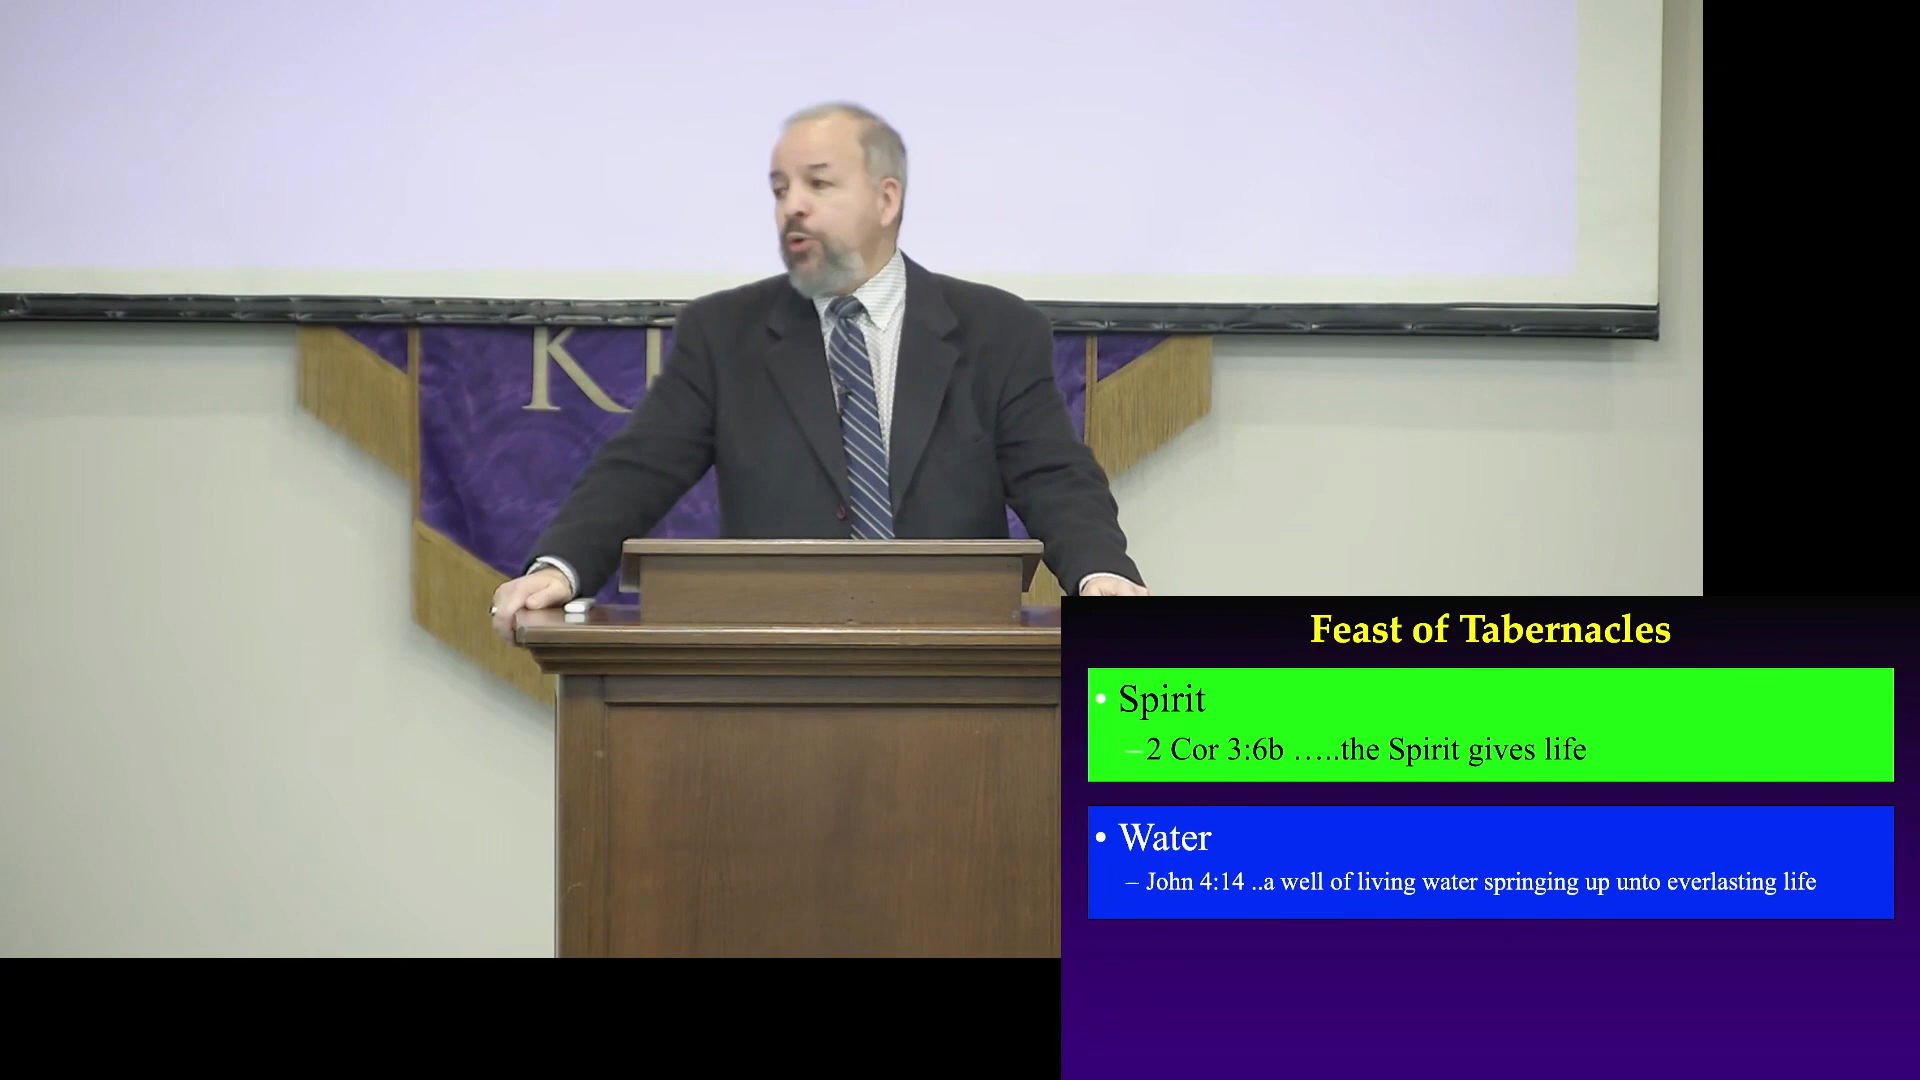 K
Feast of Tabernacles
• Spirit
–2 Cor 3:6b …..the Spirit gives life
• Water
– John 4:14 ..a well of living water springing up unto everlasting life